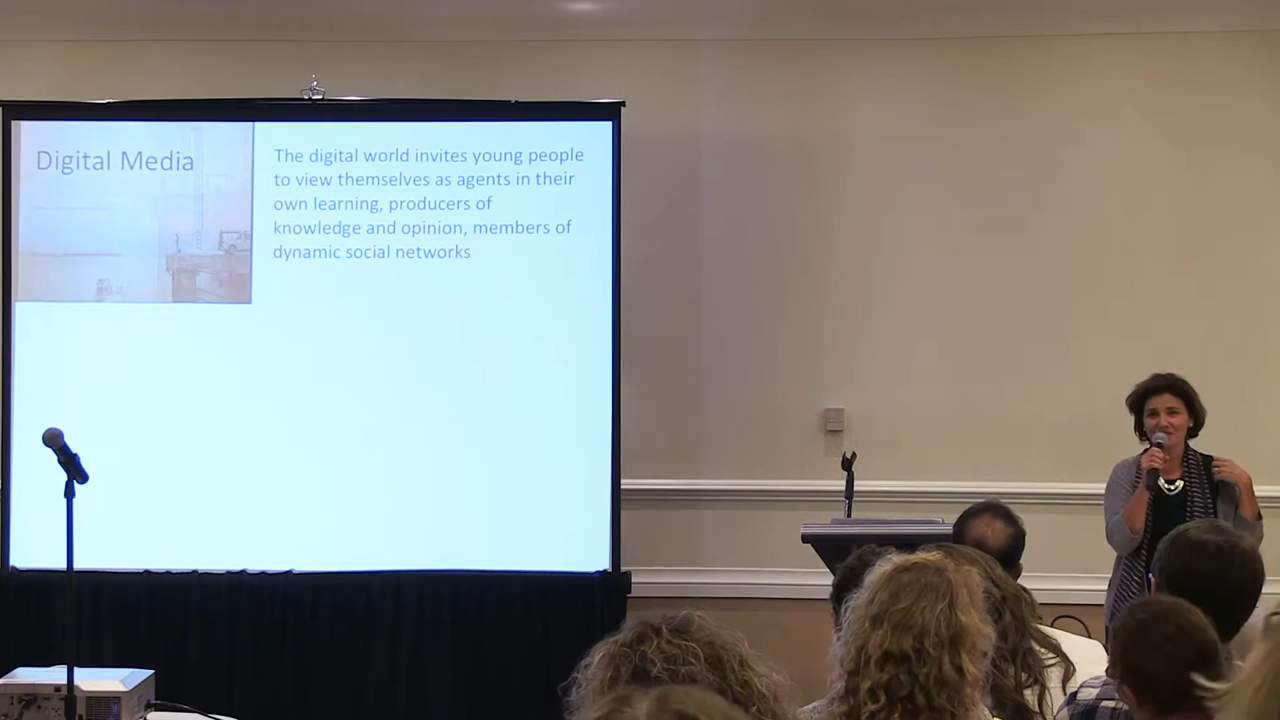 Digital Media
The digital world invites young people
to view themselves as agents in their
own learning, producers of
knowledge and opinion, members of
dynamic social networks